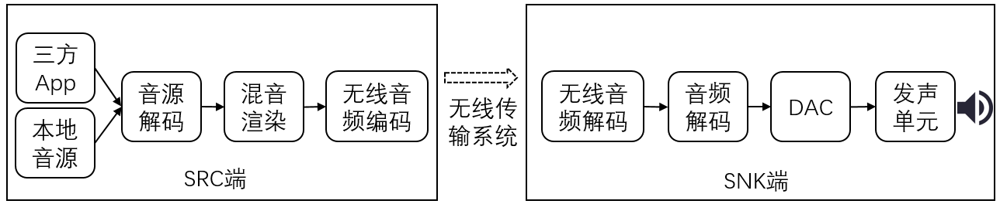 三方
App
本地
音源
音源
解码
混音
渲染
无线音
频编码
SRC端
无线传
输系统
无线音
频解码
音频
解码
DAC
发声
单元
SNK端